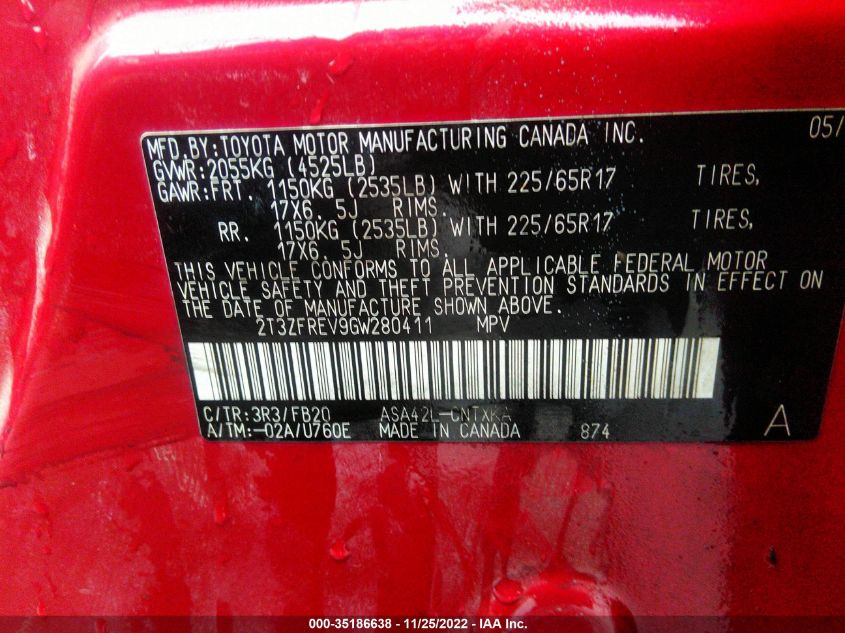 MFD.BY:TOYOTA MOTOR MANUFACTURING CANADA INC. 05/
GVWR:2055KG (4525LB)
GAWR:FRT. 1150KG (2535LB) WITH 225/65R17 TIRES,
17X6. 5J RIMS.
RR. 1150KG (2535LB) WITH 225/65R17 TIRES,
17X6. 5J RIMS.
THIS VEHICLE CONFORMS TO ALL APPLICABLE FEDERAL MOTOR
VEHICLE SAFETY AND THEFT PREVENTION STANDARDS IN EFFECT ON
THE DATE OF MANUFACTURE SHOWN ABOVE.
2T3ZFREV9GW280411 MPV
C/TR:3R3/FB20 ASA42L-CNTXKA
A/TM:-02A/U760E MADE IN CANADA 874 A
000-35186638 - 11/25/2022 - IAA Inc.